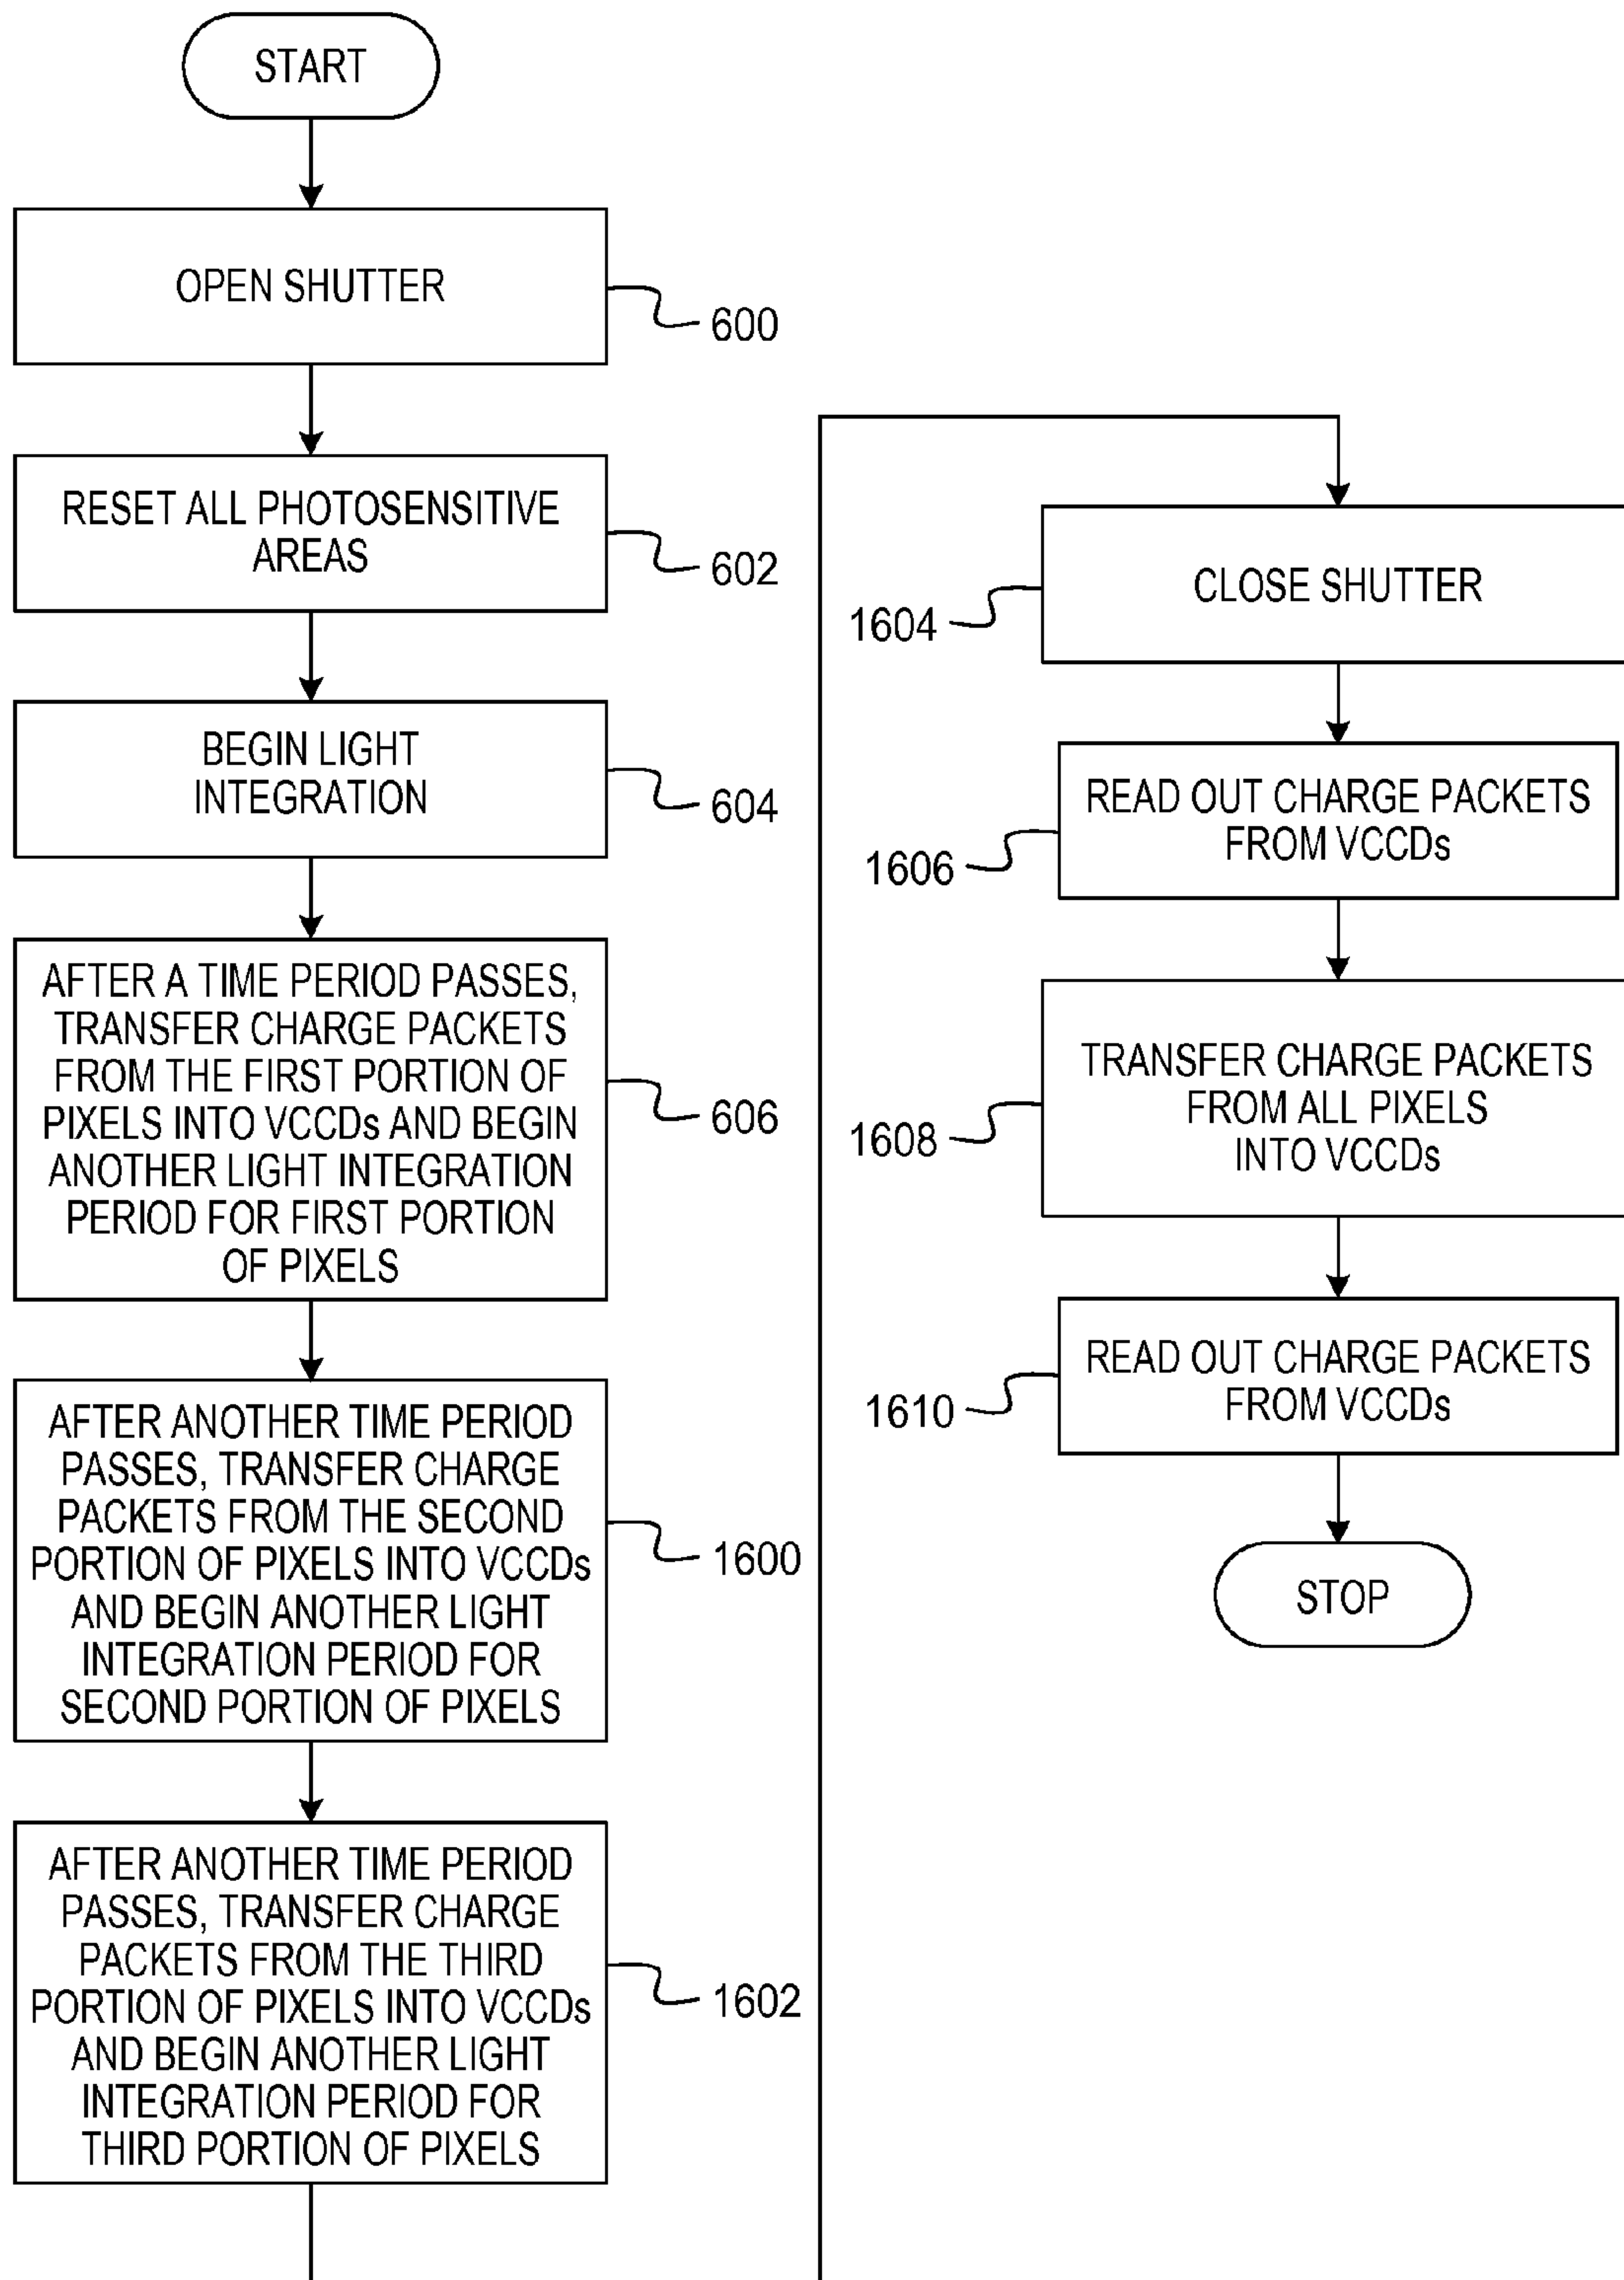 START
OPEN SHUTTER
600
RESET ALL PHOTOSENSITIVE
AREAS
602
BEGIN LIGHT
INTEGRATION
604
AFTER A TIME PERIOD PASSES,
TRANSFER CHARGE PACKETS
FROM THE FIRST PORTION OF
PIXELS INTO VCCDs AND BEGIN
ANOTHER LIGHT INTEGRATION
PERIOD FOR FIRST PORTION
OF PIXELS
606
AFTER ANOTHER TIME PERIOD
PASSES, TRANSFER CHARGE
PACKETS FROM THE SECOND
PORTION OF PIXELS INTO VCCDs
AND BEGIN ANOTHER LIGHT
INTEGRATION PERIOD FOR
SECOND PORTION OF PIXELS
1600
AFTER ANOTHER TIME PERIOD
PASSES, TRANSFER CHARGE
PACKETS FROM THE THIRD
PORTION OF PIXELS INTO VCCDs
AND BEGIN ANOTHER LIGHT
INTEGRATION PERIOD FOR
THIRD PORTION OF PIXELS
1602
CLOSE SHUTTER
1604
READ OUT CHARGE PACKETS
FROM VCCDs
1606
TRANSFER CHARGE PACKETS
FROM ALL PIXELS
INTO VCCDs
1608
READ OUT CHARGE PACKETS
FROM VCCDs
1610
STOP